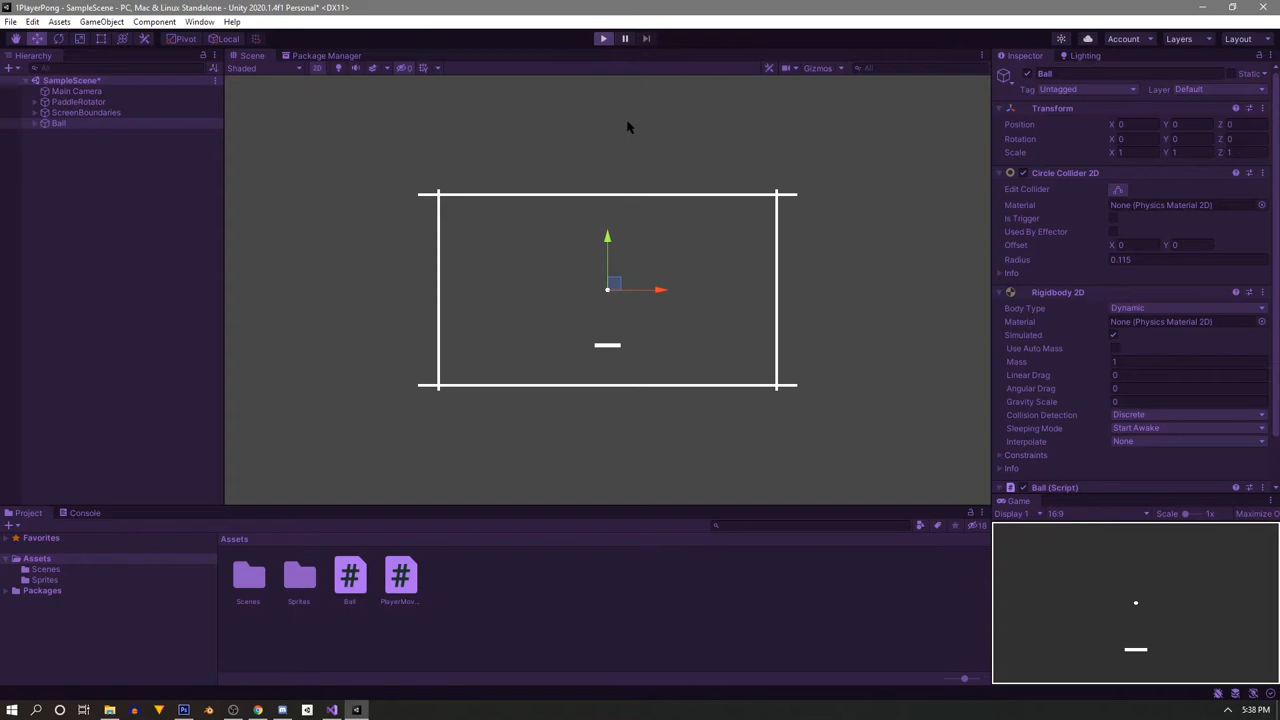 1PlayerPong - SampleScene - PC, Mac & Linux Standalone - Unity 2020.1.4f1 Personal* <DX11>
File Edit Assets GameObject Component Window Help
Pivot Local Account Layers Layout
Hierarchy Scene Package Manager Inspector Lighting
All Shaded 2D 0 Gizmos All
SampleScene*
Main Camera
PaddleRotator
ScreenBoundaries
Ball
Ball Static
Tag Untagged Layer Default
Transform
Position X 0 Y 0 Z 0
Rotation X 0 Y 0 Z 0
Scale X 1 Y 1 Z 1
Circle Collider 2D
Edit Collider
Material None (Physics Material 2D)
Is Trigger
Used By Effector
Offset X 0 Y 0
Radius 0.115
Info
Rigidbody 2D
Body Type Dynamic
Material None (Physics Material 2D)
Simulated
Use Auto Mass
Mass 1
Linear Drag 0
Angular Drag 0
Gravity Scale 0
Collision Detection Discrete
Sleeping Mode Start Awake
Interpolate None
Constraints
Info
Ball (Script)
Game
Display 1 16:9 Scale 1x Maximize O
Project Console
18
Favorites
Assets
Scenes
Sprites
Packages
Assets
Scenes Sprites Ball PlayerMov...
5:38 PM